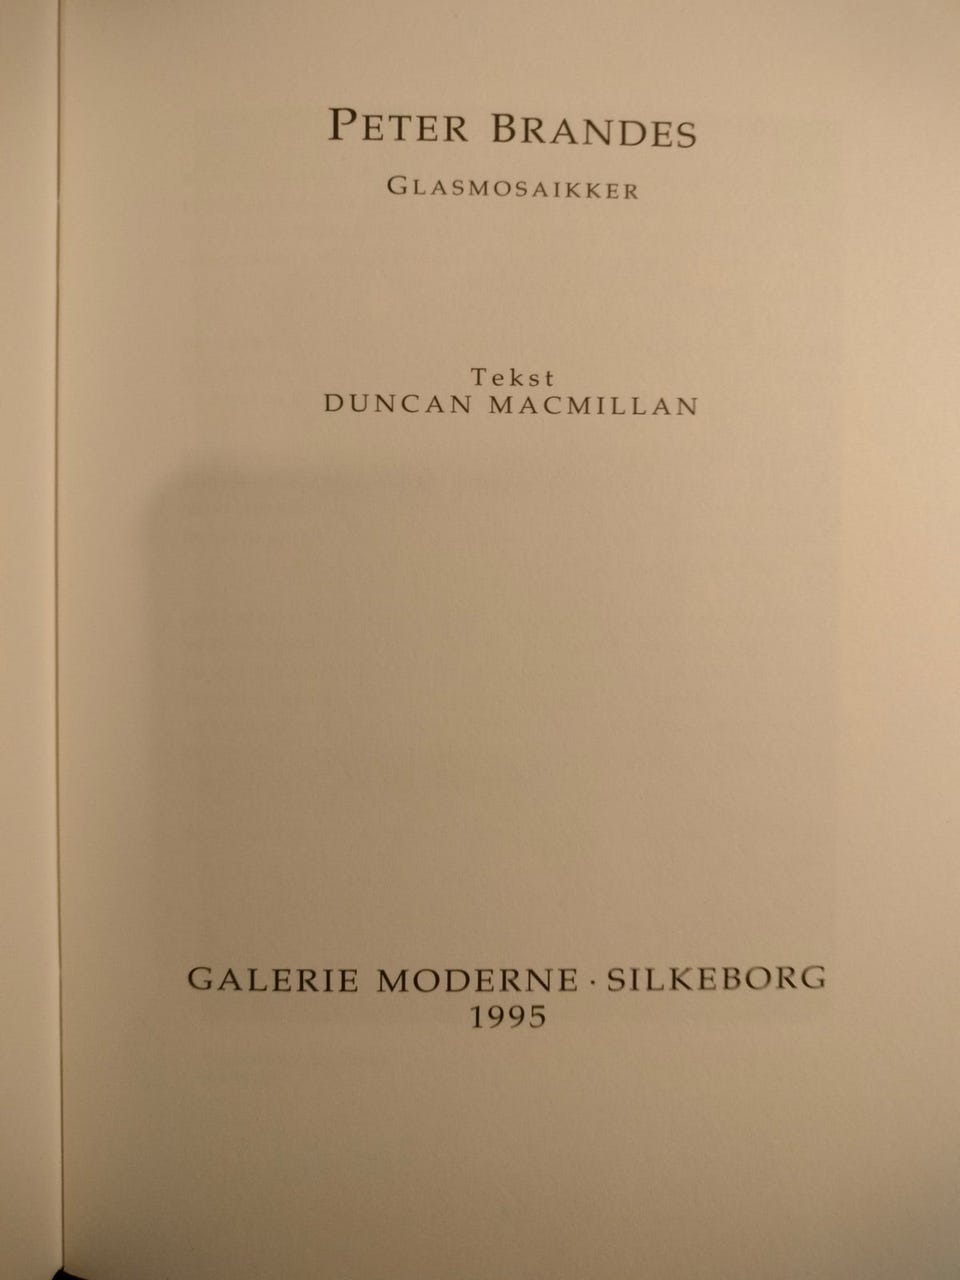 PETER BRANDES
GLASMOSAIKKER
Tekst
DUNCAN MACMILLAN
GALERIE MODERNE · SILKEBORG
1995